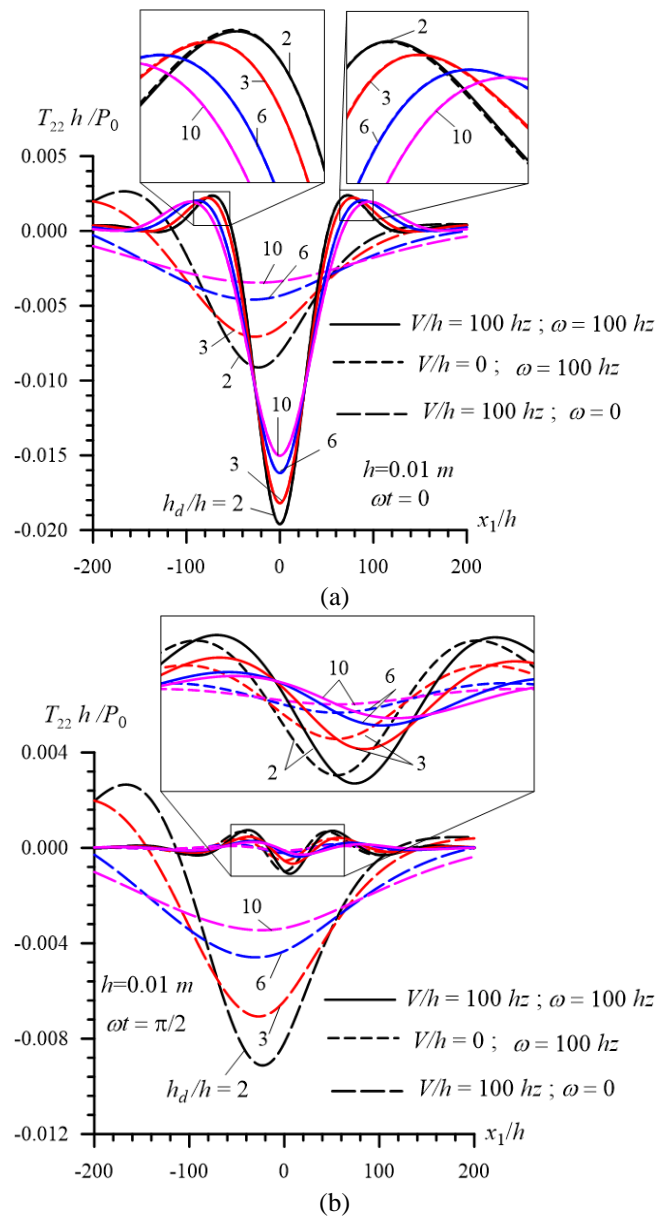 2
3
6
10
2
3
6
10
T22 h /P0
0.005
0.000
-0.005
-0.010
-0.015
-0.020
10
6
3
2
V/h = 100 hz ; ω = 100 hz
V/h = 0 ; ω = 100 hz
V/h = 100 hz ; ω = 0
10
3
6
hd/h = 2
h=0.01 m
ωt = 0
x1/h
-200 -100 0 100 200
(a)
10
6
2
3
T22 h/P0
0.004
0.000
-0.004
-0.008
-0.012
10
6
3
hd/h = 2
h=0.01 m
ωt = π/2
V/h = 100 hz ; ω = 100 hz
V/h = 0 ; ω = 100 hz
V/h = 100 hz ; ω = 0
x1/h
-200 -100 0 100 200
(b)